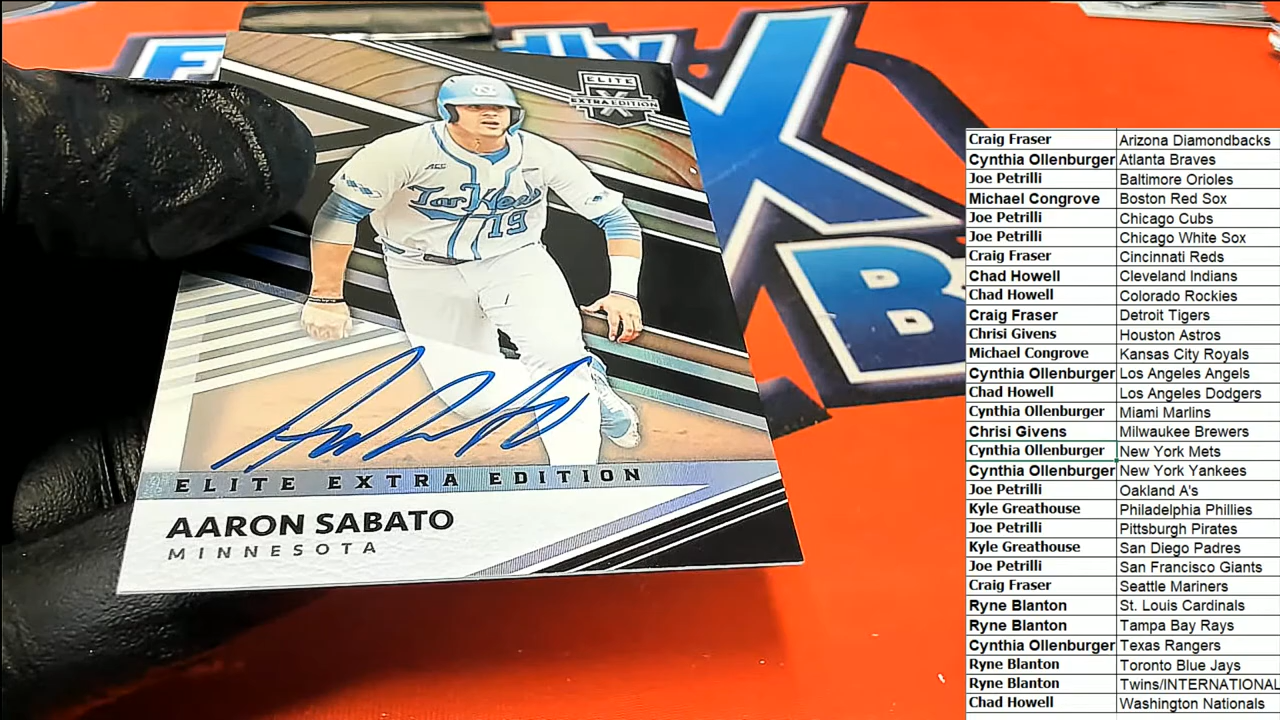 ELITE
X
EXTRA EDITION
ACC
Tar Heels
19
ELITE EXTRA EDITION
AARON SABATO
MINNESOTA
X
B
Craig Fraser Arizona Diamondbacks
Cynthia Ollenburger Atlanta Braves
Joe Petrilli Baltimore Orioles
Michael Congrove Boston Red Sox
Joe Petrilli Chicago Cubs
Joe Petrilli Chicago White Sox
Craig Fraser Cincinnati Reds
Chad Howell Cleveland Indians
Chad Howell Colorado Rockies
Craig Fraser Detroit Tigers
Chrisi Givens Houston Astros
Michael Congrove Kansas City Royals
Cynthia Ollenburger Los Angeles Angels
Chad Howell Los Angeles Dodgers
Cynthia Ollenburger Miami Marlins
Chrisi Givens Milwaukee Brewers
Cynthia Ollenburger New York Mets
Cynthia Ollenburger New York Yankees
Joe Petrilli Oakland A's
Kyle Greathouse Philadelphia Phillies
Joe Petrilli Pittsburgh Pirates
Kyle Greathouse San Diego Padres
Joe Petrilli San Francisco Giants
Craig Fraser Seattle Mariners
Ryne Blanton St. Louis Cardinals
Ryne Blanton Tampa Bay Rays
Cynthia Ollenburger Texas Rangers
Ryne Blanton Toronto Blue Jays
Ryne Blanton Twins/INTERNATIONAL
Chad Howell Washington Nationals